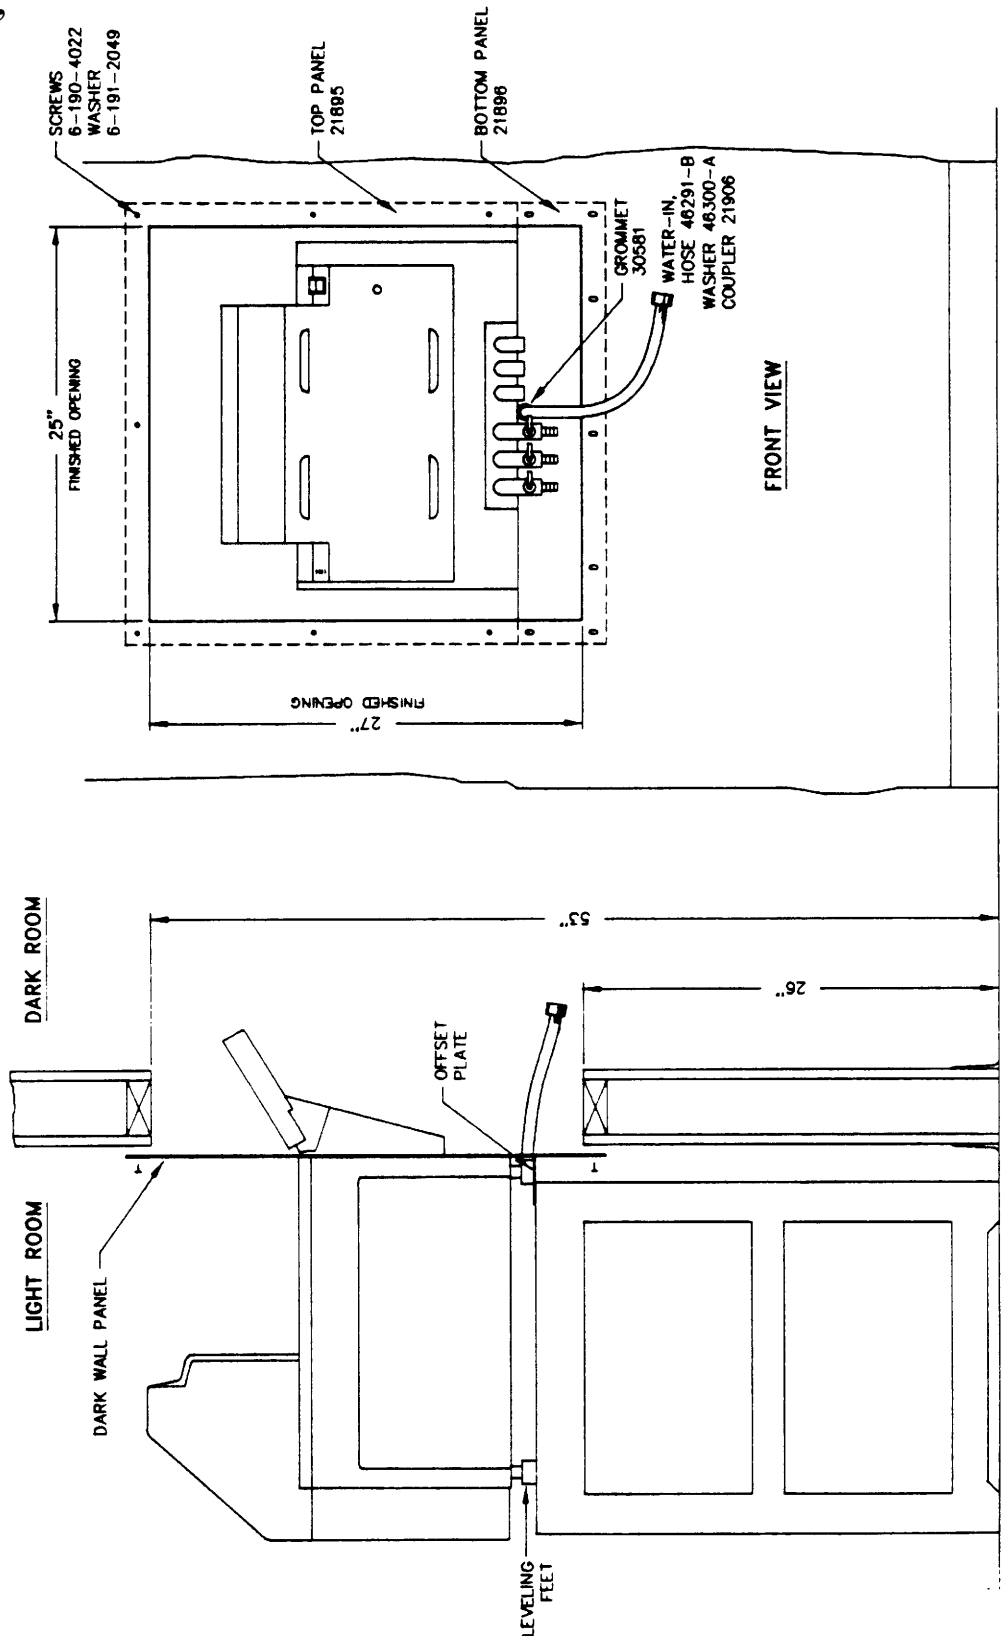 LIGHT ROOM
DARK ROOM
SCREWS
6-190-4022
WASHER
6-191-2049
25"
FINISHED OPENING
DARK WALL PANEL
TOP PANEL
21895
27"
FINISHED OPENING
53"
OFFSET
PLATE
BOTTOM PANEL
21896
LEVELING
FEET
GROMMET
30581
WATER-IN,
HOSE 46291-B
WASHER 46300-A
COUPLER 21906
26"
FRONT VIEW